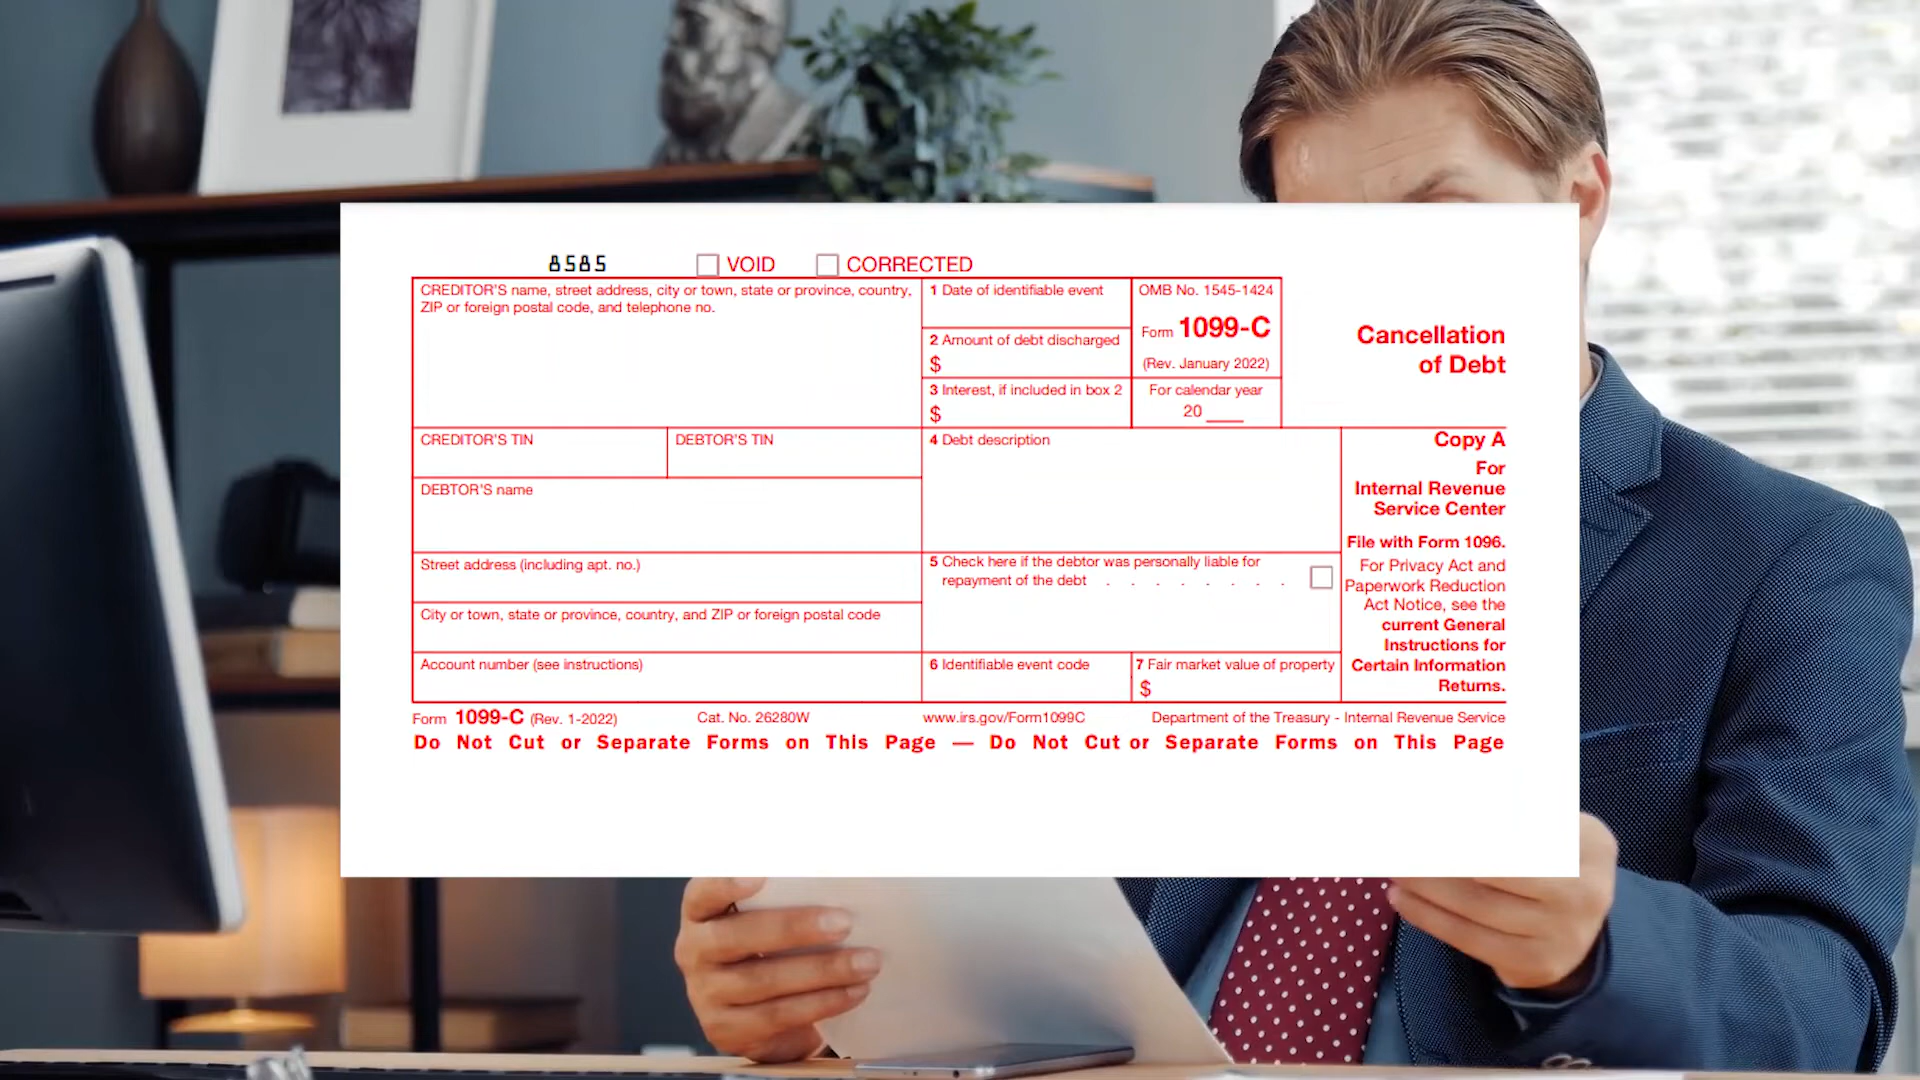 8585 VOID CORRECTED
CREDITOR'S name, street address, city or town, state or province, country,
ZIP or foreign postal code, and telephone no.
1 Date of identifiable event
OMB No. 1545-1424
2 Amount of debt discharged
$
Form 1099-C
(Rev. January 2022)
Cancellation
of Debt
3 Interest, if included in box 2
$
For calendar year
20 ____
CREDITOR'S TIN
DEBTOR'S TIN
4 Debt description
Copy A
For
Internal Revenue
Service Center
File with Form 1096.
For Privacy Act and
Paperwork Reduction
Act Notice, see the
current General
Instructions for
Certain Information
Returns.
DEBTOR'S name
Street address (including apt. no.)
5 Check here if the debtor was personally liable for
repayment of the debt . . . . . . . .
City or town, state or province, country, and ZIP or foreign postal code
Account number (see instructions)
6 Identifiable event code
7 Fair market value of property
$
Form 1099-C (Rev. 1-2022) Cat. No. 26280W www.irs.gov/Form1099C Department of the Treasury - Internal Revenue Service
Do Not Cut or Separate Forms on This Page — Do Not Cut or Separate Forms on This Page